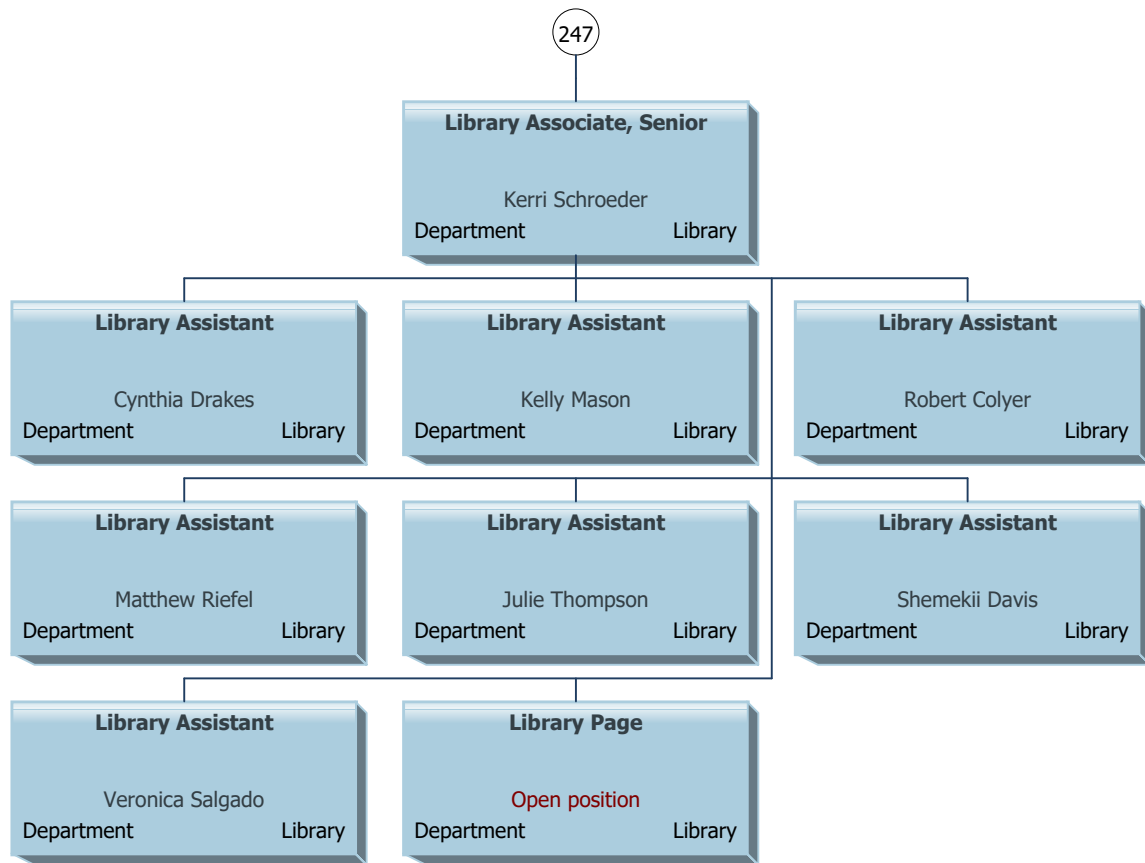 247
Library Associate, Senior
Kerri Schroeder
Department Library
Library Assistant
Cynthia Drakes
Department Library
Library Assistant
Kelly Mason
Department Library
Library Assistant
Robert Colyer
Department Library
Library Assistant
Matthew Riefel
Department Library
Library Assistant
Julie Thompson
Department Library
Library Assistant
Shemekii Davis
Department Library
Library Assistant
Veronica Salgado
Department Library
Library Page
Open position
Department Library